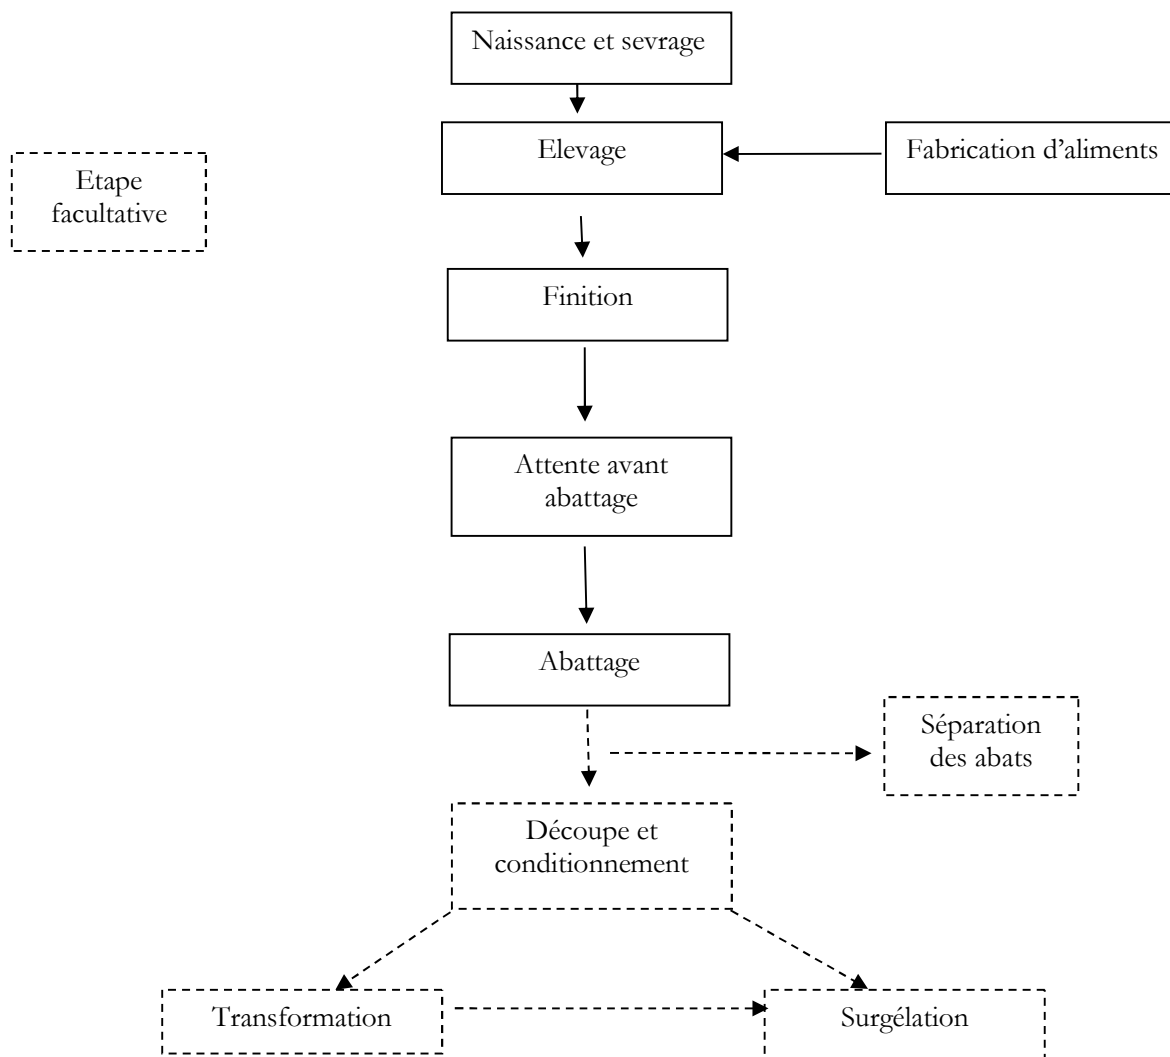 Naissance et sevrage
Elevage
Fabrication d’aliments
Etape
facultative
Finition
Attente avant
abattage
Abattage
Séparation
des abats
Découpe et
conditionnement
Transformation
Surgélation